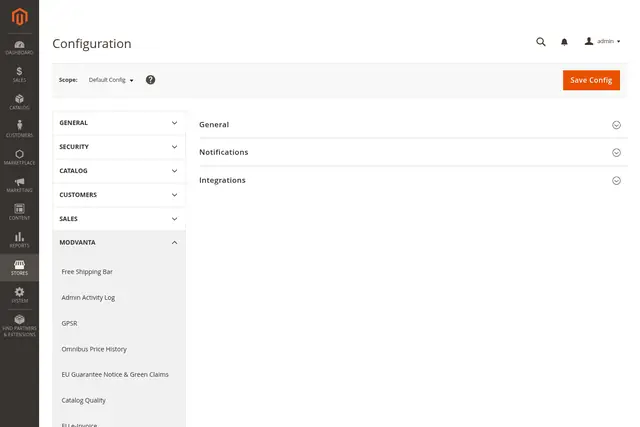 Configuration
admin
Scope:
Default Config
?
Save Config
DASHBOARD
SALES
CATALOG
CUSTOMERS
MARKETPLACE
MARKETING
CONTENT
REPORTS
STORES
SYSTEM
FIND PARTNERS
& EXTENSIONS
GENERAL
SECURITY
CATALOG
CUSTOMERS
SALES
MODVANTA
Free Shipping Bar
Admin Activity Log
GPSR
Omnibus Price History
EU Guarantee Notice & Green Claims
Catalog Quality
EU e-Invoice
General
Notifications
Integrations